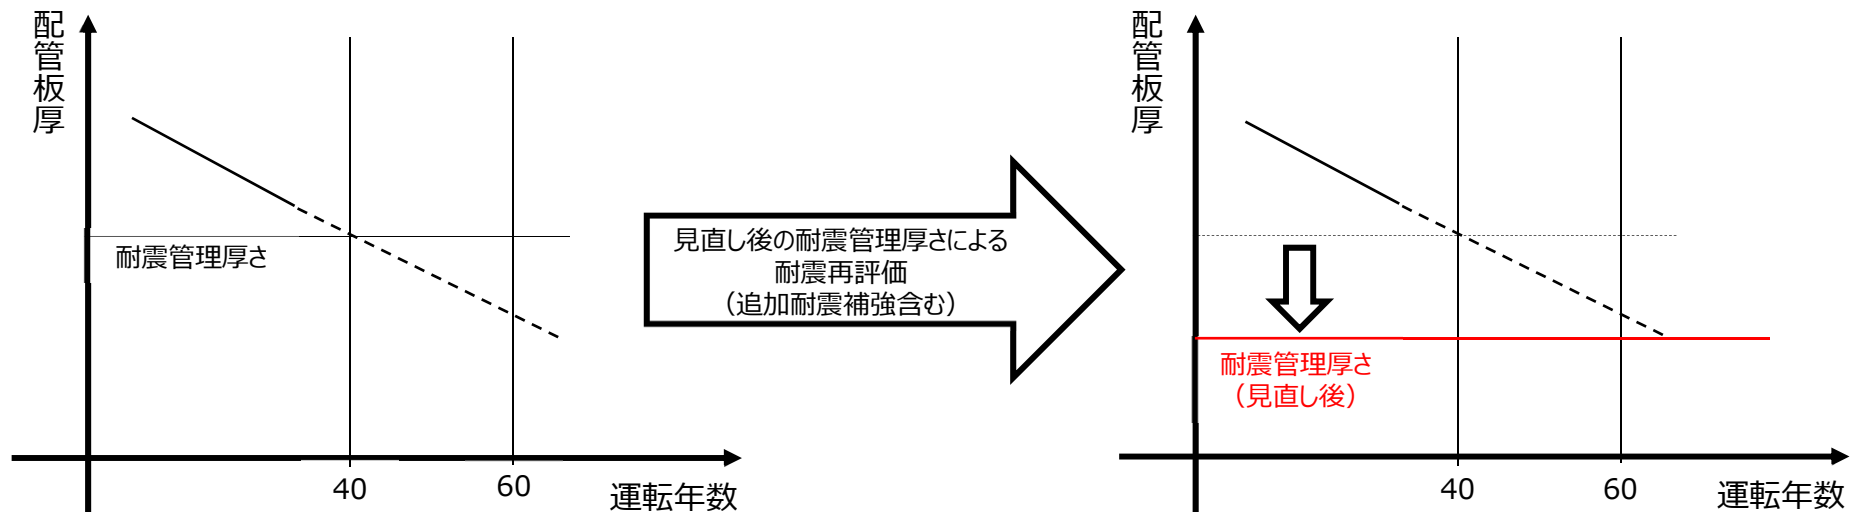 配管板厚
耐震管理厚さ
40
60
運転年数
見直し後の耐震管理厚さによる
耐震再評価
（追加耐震補強含む）
配管板厚
耐震管理厚さ
（見直し後）
40
60
運転年数